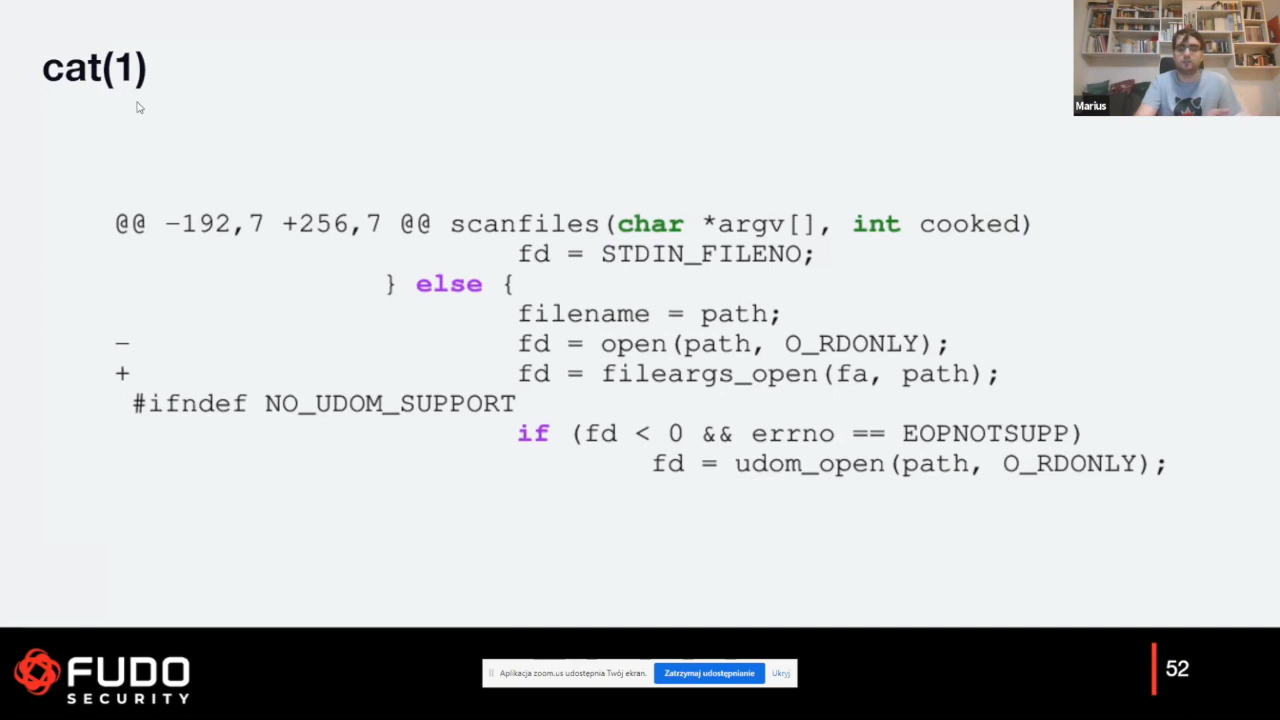 cat(1)
Marius
@@ -192,7 +256,7 @@ scanfiles(char *argv[], int cooked)
fd = STDIN_FILENO;
} else {
filename = path;
- fd = open(path, O_RDONLY);
+ fd = fileargs_open(fa, path);
#ifndef NO_UDOM_SUPPORT
if (fd < 0 && errno == EOPNOTSUPP)
fd = udom_open(path, O_RDONLY);
FUDO
SECURITY
Aplikacja zoom.us udostępnia Twój ekran.
Zatrzymaj udostępnianie
Ukryj
52